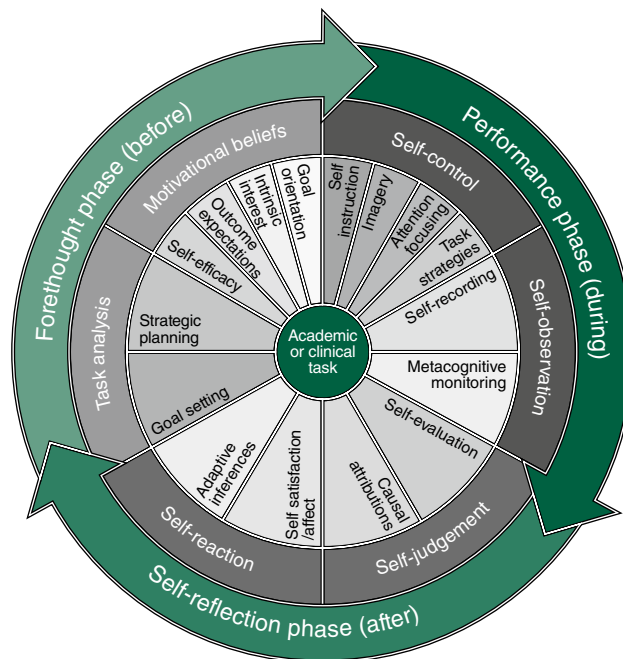 Forethought phase (before)
Performance phase (during)
Self-reflection phase (after)
Motivational beliefs
Self-control
Self-observation
Self-judgement
Self-reaction
Task analysis
Goal
orientation
Intrinsic
interest
Outcome
expectations
Self-efficacy
Strategic
planning
Goal setting
Self
instruction
Imagery
Attention
focusing
Task
strategies
Self-recording
Metacognitive
monitoring
Self-evaluation
Causal
attributions
Self satisfaction
/affect
Adaptive
inferences
Academic
or clinical
task